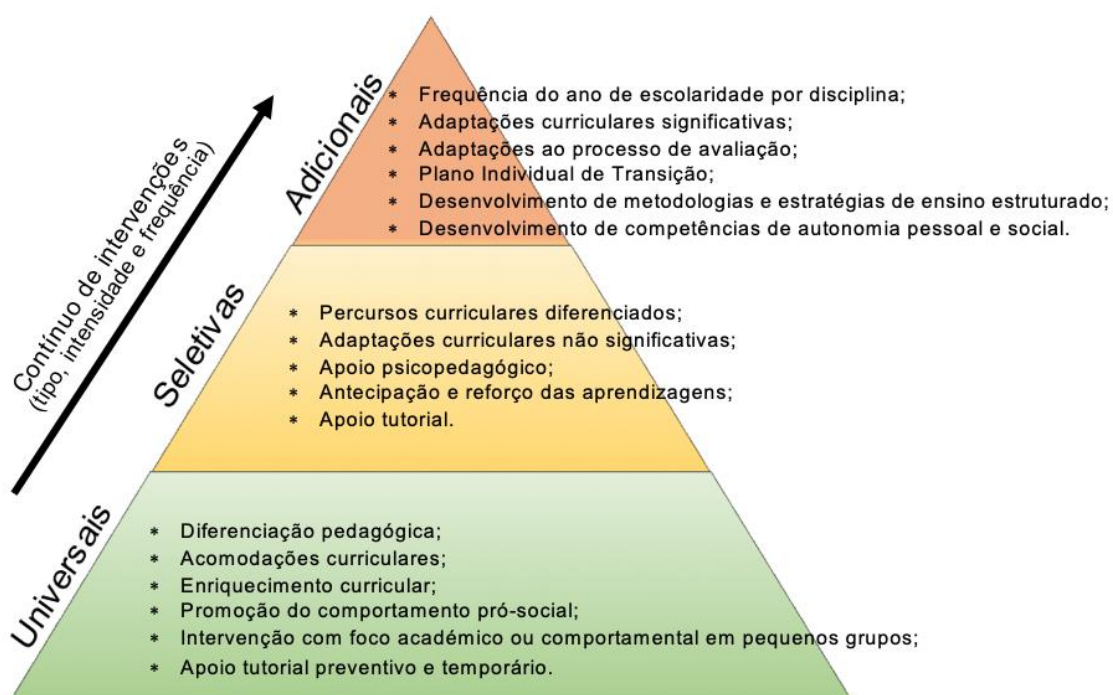 Adicionais
* Frequência do ano de escolaridade por disciplina;
* Adaptações curriculares significativas;
* Adaptações ao processo de avaliação;
* Plano Individual de Transição;
* Desenvolvimento de metodologias e estratégias de ensino estruturado;
* Desenvolvimento de competências de autonomia pessoal e social.
Contínuo de intervenções
(tipo, intensidade e frequência)
Seletivas
* Percursos curriculares diferenciados;
* Adaptações curriculares não significativas;
* Apoio psicopedagógico;
* Antecipação e reforço das aprendizagens;
* Apoio tutorial.
Universais
* Diferenciação pedagógica;
* Acomodações curriculares;
* Enriquecimento curricular;
* Promoção do comportamento pró-social;
* Intervenção com foco académico ou comportamental em pequenos grupos;
* Apoio tutorial preventivo e temporário.